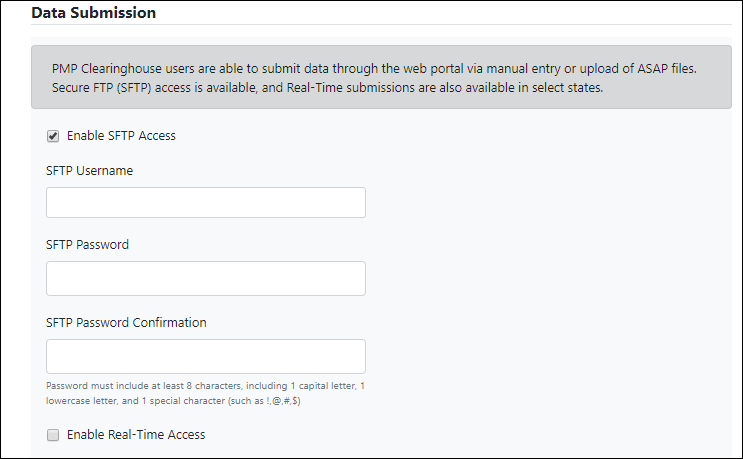 Data Submission
PMP Clearinghouse users are able to submit data through the web portal via manual entry or upload of ASAP files.
Secure FTP (SFTP) access is available, and Real-Time submissions are also available in select states.
Enable SFTP Access
SFTP Username
SFTP Password
SFTP Password Confirmation
Password must include at least 8 characters, including 1 capital letter, 1
lowercase letter, and 1 special character (such as !,@,#,$)
Enable Real-Time Access